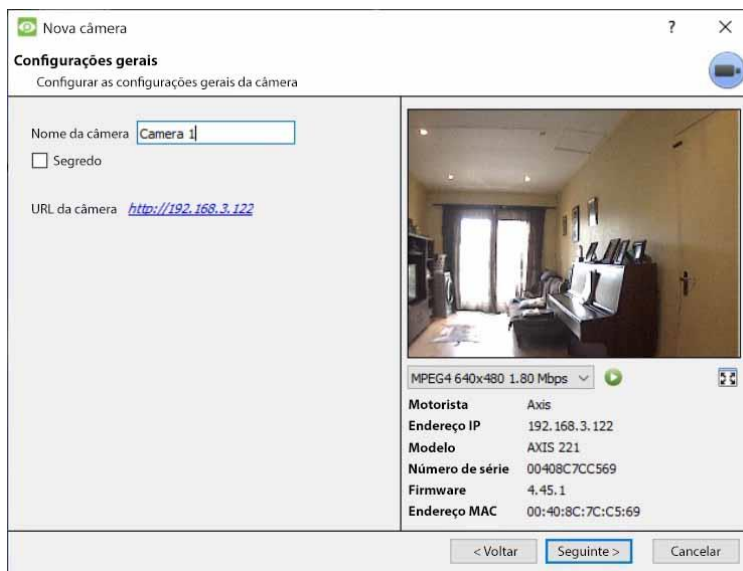 Nova câmera
?
Configurações gerais
Configurar as configurações gerais da câmera
Nome da câmera Camera 1
Segredo
URL da câmera http://192.168.3.122
MPEG4 640x480 1.80 Mbps
Motorista Axis
Endereço IP 192.168.3.122
Modelo AXIS 221
Número de série 00408C7CC569
Firmware 4.45.1
Endereço MAC 00:40:8C:7C:C5:69
< Voltar Seguinte > Cancelar